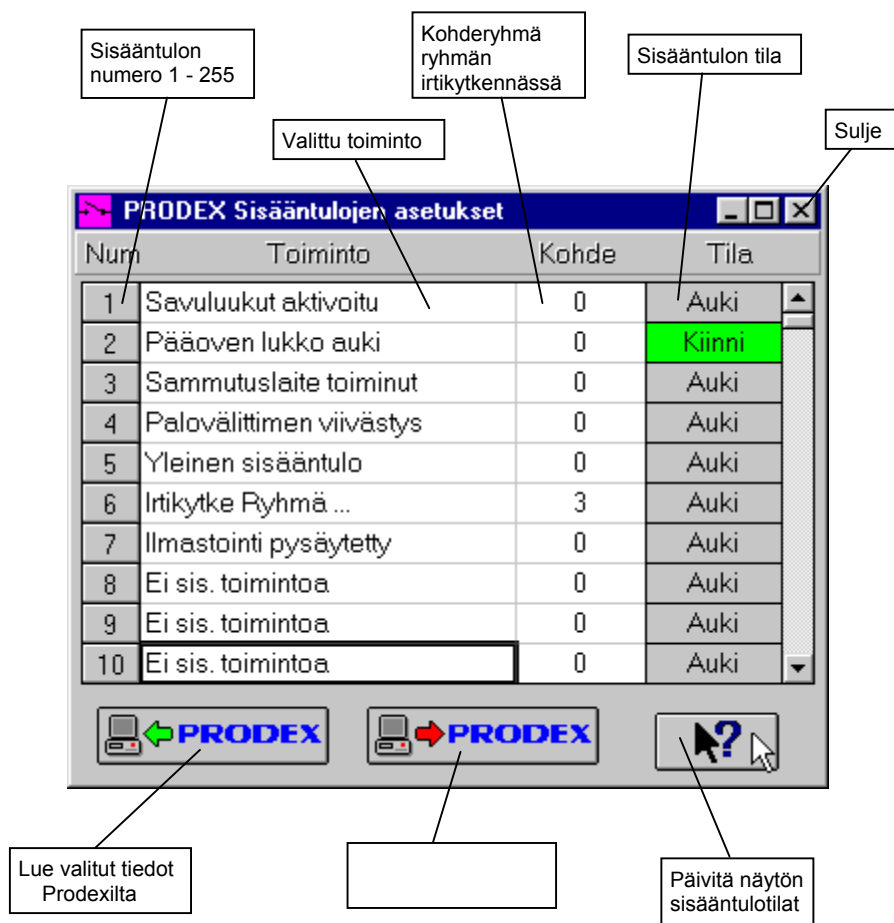 Sisääntulon
numero 1 - 255
Kohderyhmä
ryhmän
irtikytkennässä
Sisääntulon tila
Valittu toiminto
Sulje
PRODEX Sisääntulojen asetukset
Num Toiminto Kohde Tila
1 Savuluukut aktivoitu 0 Auki
2 Pääoven lukko auki 0 Kiinni
3 Sammutuslaite toiminut 0 Auki
4 Palovälittimen viivästys 0 Auki
5 Yleinen sisääntulo 0 Auki
6 Irtikytke Ryhmä ... 3 Auki
7 Ilmastointi pysäytetty 0 Auki
8 Ei sis. toimintoa 0 Auki
9 Ei sis. toimintoa 0 Auki
10 Ei sis. toimintoa 0 Auki
PRODEX PRODEX ?
Lue valitut tiedot
Prodexilta
Päivitä näytön
sisääntulotilat